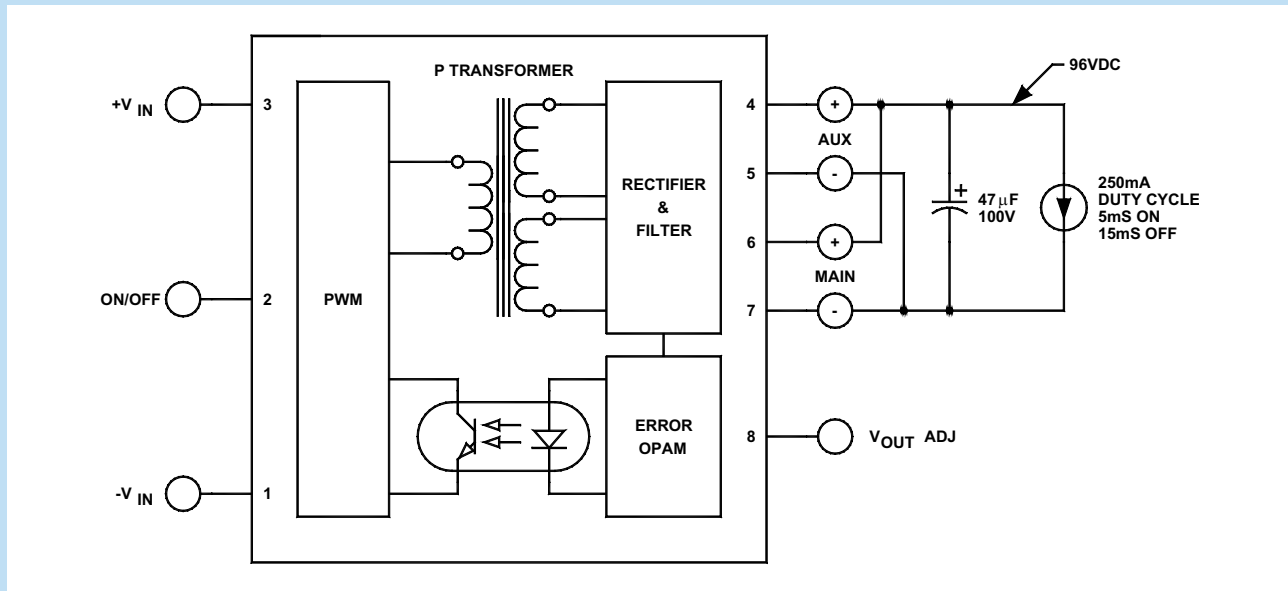 P TRANSFORMER
96VDC
+V IN
3
4
+
AUX
5
-
RECTIFIER
&
FILTER
+
47μF
100V
250mA
DUTY CYCLE
5mS ON
15mS OFF
6
+
MAIN
ON/OFF
2
PWM
7
-
ERROR
OPAM
8
VOUT ADJ
-V IN
1